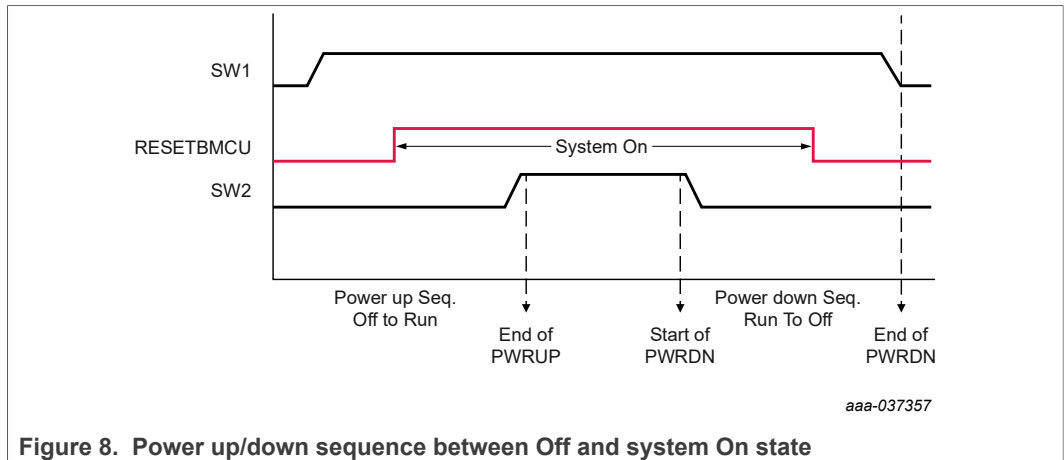 SW1
RESETBMCU
System On
SW2
Power up Seq.
Off to Run
End of
PWRUP
Start of
PWRDN
Power down Seq.
Run To Off
End of
PWRDN
aaa-037357
Figure 8. Power up/down sequence between Off and system On state